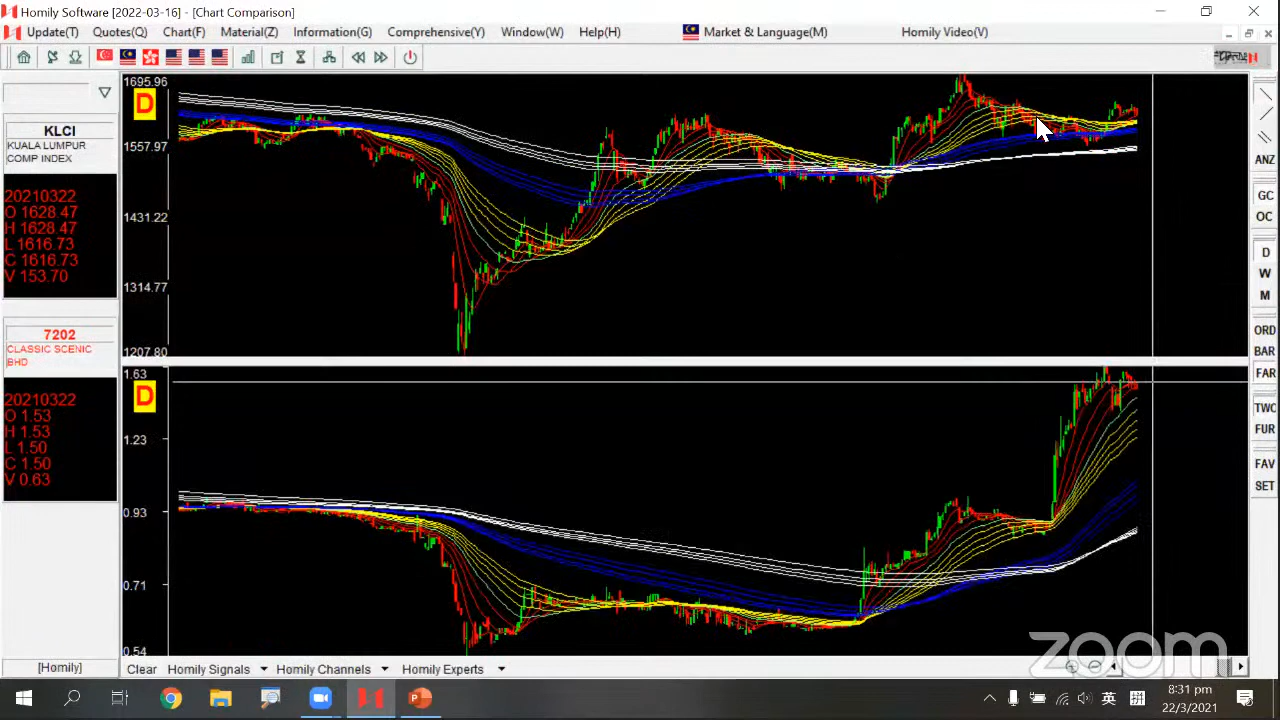 Homily Software [2022-03-16] - [Chart Comparison]
Update(T) Quotes(Q) Chart(F) Material(Z) Information(G) Comprehensive(Y) Window(W) Help(H) Market & Language(M) Homily Video(V)
KLCI
KUALA LUMPUR
COMP INDEX
20210322
O 1628.47
H 1628.47
L 1616.73
C 1616.73
V 153.70
7202
CLASSIC SCENIC
BHD
20210322
O 1.53
H 1.53
L 1.50
C 1.50
V 0.63
[Homily]
1695.96
D
1557.97
1431.22
1314.77
1207.80
1.53
D
1.23
0.93
0.71
0.54
ANZ
GC
OC
D
W
M
ORD
BAR
FAR
TWO
FUR
FAV
SET
Clear Homily Signals Homily Channels Homily Experts
zoom
英 拼 8:31 pm
22/3/2021